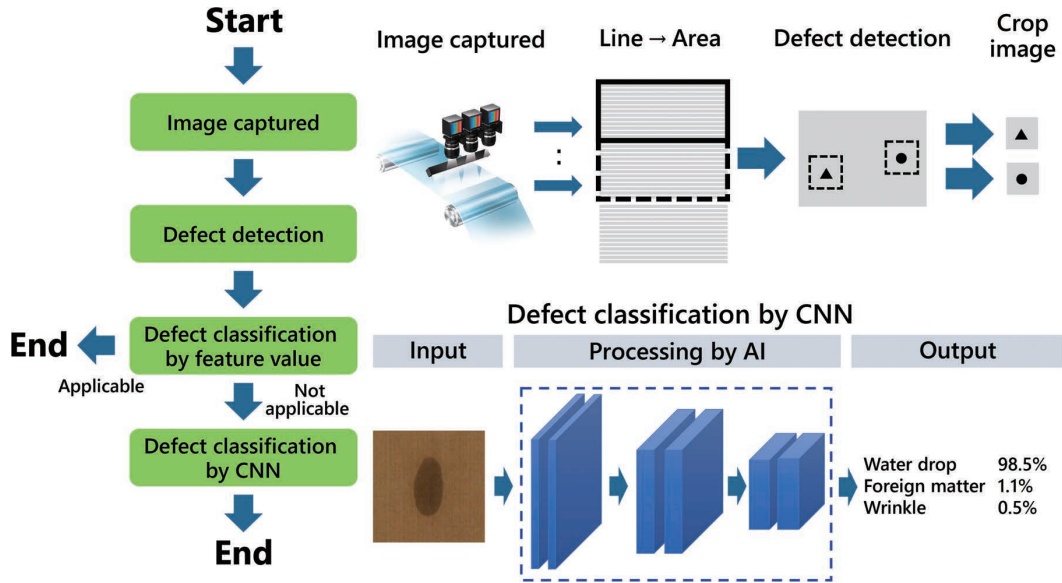 Start
Image captured
Defect detection
Defect classification
by feature value
End
Applicable
Not
applicable
Defect classification
by CNN
End
Image captured
Line → Area
Defect detection
Crop
image
Defect classification by CNN
Input
Processing by AI
Output
Water drop 98.5%
Foreign matter 1.1%
Wrinkle 0.5%